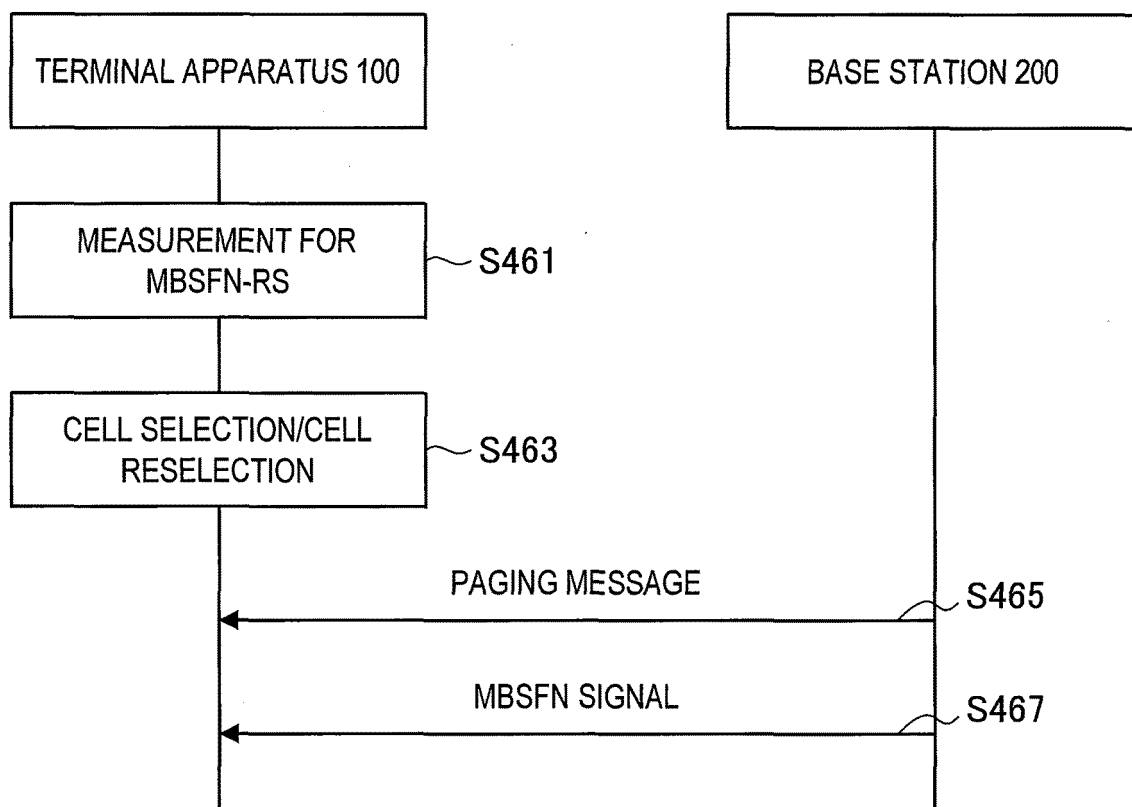 TERMINAL APPARATUS 100
BASE STATION 200
MEASUREMENT FOR
MBSFN-RS
S461
CELL SELECTION/CELL
RESELECTION
S463
PAGING MESSAGE
S465
MBSFN SIGNAL
S467